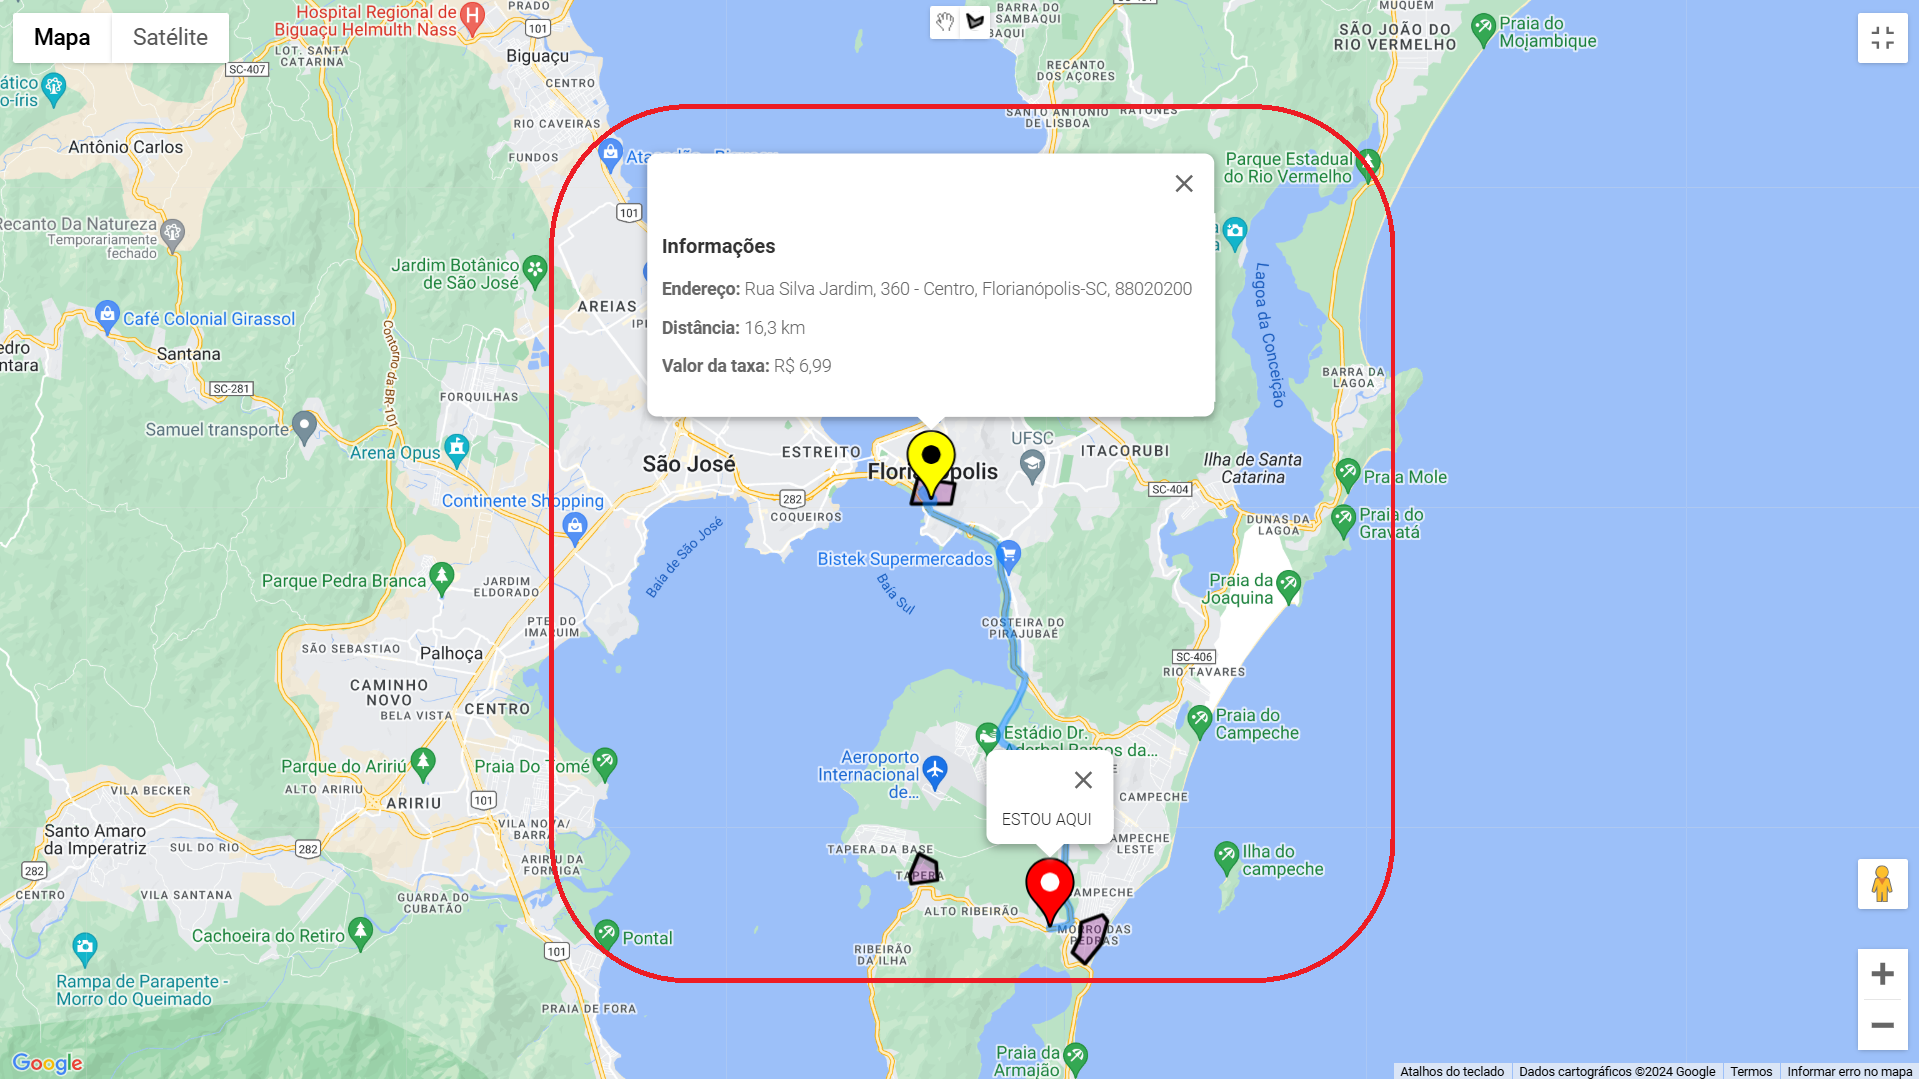 Mapa
Satélite
Hospital Regional de
Biguaçu Helmulth Nass
PRADO
101
BARRA DO
SAMBAQUI
BAQUI
MUQUÉM
SÃO JOÃO DO
RIO VERMELHO
Praia do
Moçambique
LOT. SANTA
CATARINA
SC-407
Biguaçu
CENTRO
RECANTO
DOS AÇORES
ático
o-íris
RIO CAVEIRAS
SANTO ANTÔNIO
DE LISBOA
RATONES
Antônio Carlos
FUNDOS
Parque Estadual
do Rio Vermelho
101
Recanto Da Natureza
Temporariamente
fechado
Jardim Botânico
de São José
Informações
Endereço: Rua Silva Jardim, 360 - Centro, Florianópolis-SC, 88020200
Distância: 16,3 km
Valor da taxa: R$ 6,99
Lagoa da Conceição
AREIAS
Café Colonial Girassol
Contorno da BR-101
edro
ntara
Santana
SC-281
FORQUILHAS
BARRA DA
LAGOA
Samuel transporte
Arena Opus
São José
ESTREITO
Florianópolis
UFSC
ITACORUBI
Ilha de Santa
Catarina
Praia Mole
Continente Shopping
282
COQUEIROS
SC-404
DUNAS DA
LAGOA
Praia do
Gravatá
Baía de São José
Bistek Supermercados
Baía Sul
Parque Pedra Branca
JARDIM
ELDORADO
Praia da
Joaquina
PTE. DO
IMARUIM
COSTEIRA DO
PIRAJUBAÉ
SÃO SEBASTIAO
Palhoça
SC-406
RIO TAVARES
CAMINHO
NOVO
BELA VISTA
CENTRO
Praia do
Campeche
Estádio Dr.
Aderbal Ramos da...
Aeroporto
Internacional
de...
Parque do Aririú
Praia Do Tomé
VILA BECKER
ALTO ARIRIU
ARIRIU
101
CAMPECHE
ESTOU AQUI
Santo Amaro
da Imperatriz
SUL DO RIO
282
VILA NOVA/
BARRA
ARIRIU DA
FORMIGA
TAPERA DA BASE
TAPERA
CAMPECHE
LESTE
Ilha do
campeche
282
CENTRO
VILA SANTANA
GUARDA DO
CUBATÃO
CAMPECHE
ALTO RIBEIRÃO
MORRO DAS
PEDRAS
Cachoeira do Retiro
Pontal
101
RIBEIRÃO
DA ILHA
Rampa de Parapente -
Morro do Queimado
PRAIA DE FORA
Praia da
Armajão
Google
Atalhos do teclado
Dados cartográficos ©2024 Google
Termos
Informar erro no mapa